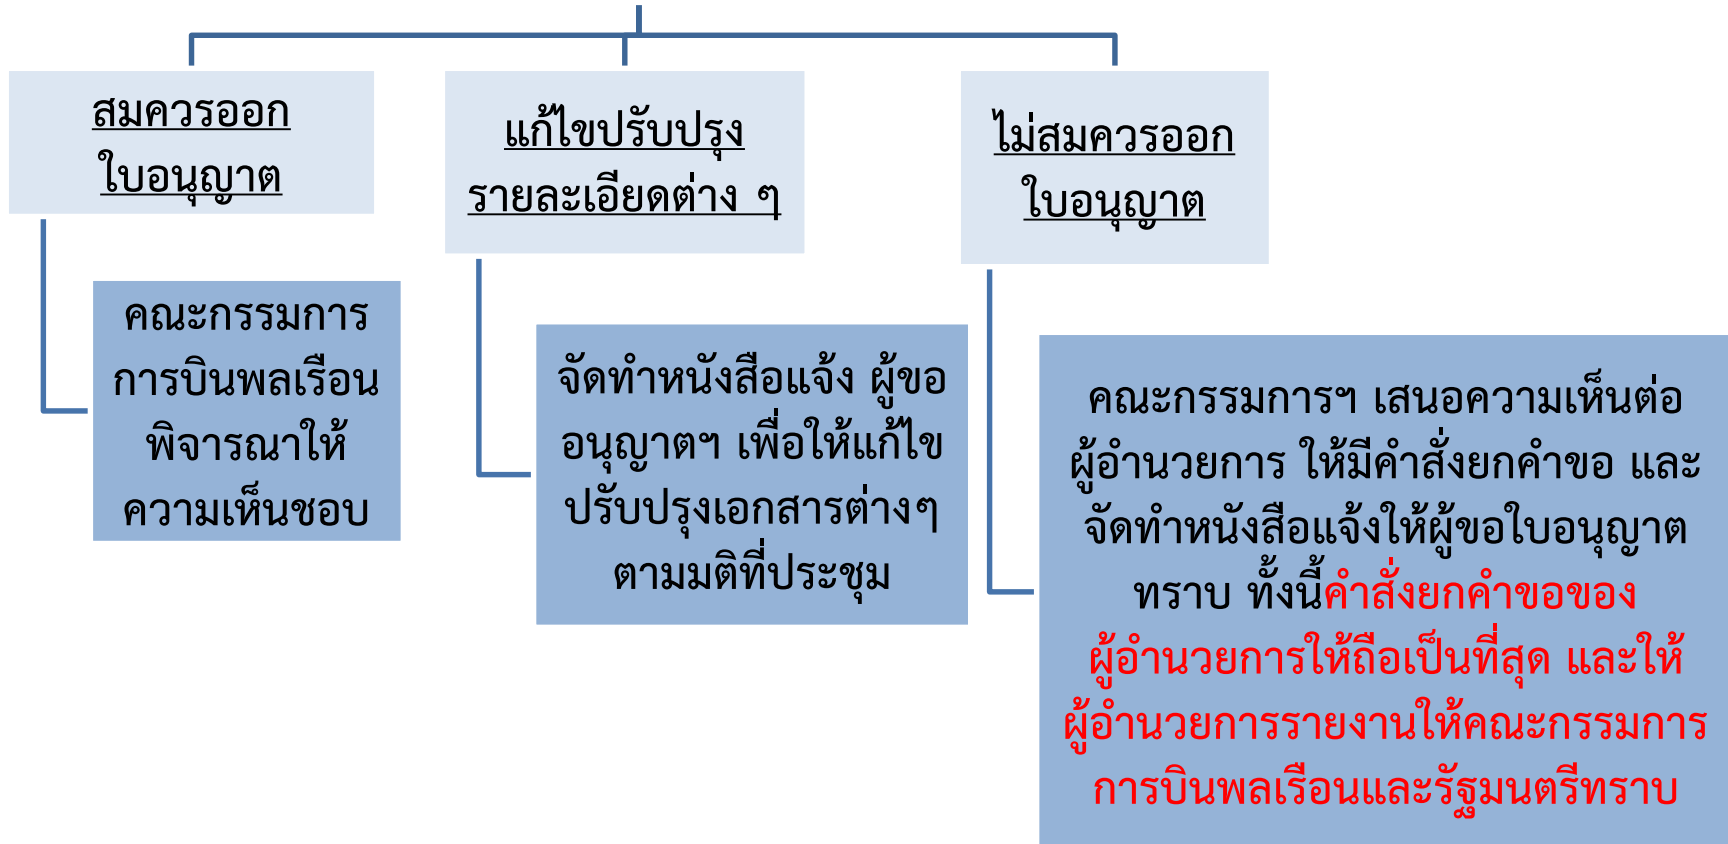 สมควรออก
ใบอนุญาต
แก้ไขปรับปรุง
รายละเอียดต่าง ๆ
ไม่สมควรออก
ใบอนุญาต
คณะกรรมการ
การบินพลเรือน
พิจารณาให้
ความเห็นชอบ
จัดทำหนังสือแจ้ง ผู้ขอ
อนุญาตฯ เพื่อให้แก้ไข
ปรับปรุงเอกสารต่างๆ
ตามมติที่ประชุม
คณะกรรมการฯ เสนอความเห็นต่อ
ผู้อำนวยการ ให้มีคำสั่งยกคำขอ และ
จัดทำหนังสือแจ้งให้ผู้ขอใบอนุญาต
ทราบ ทั้งนี้คำสั่งยกคำขอของ
ผู้อำนวยการให้ถือเป็นที่สุด และให้
ผู้อำนวยการรายงานให้คณะกรรมการ
การบินพลเรือนและรัฐมนตรีทราบ